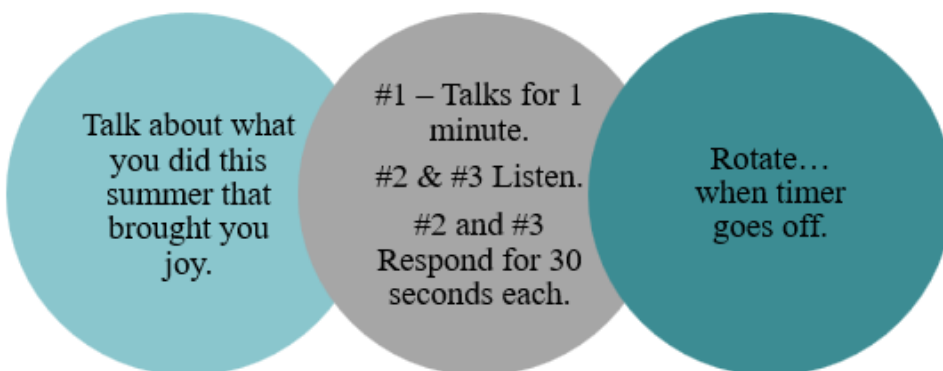 Talk about what
you did this
summer that
brought you
joy.
#1 – Talks for 1
minute.
#2 & #3 Listen.
#2 and #3
Respond for 30
seconds each.
Rotate…
when timer
goes off.